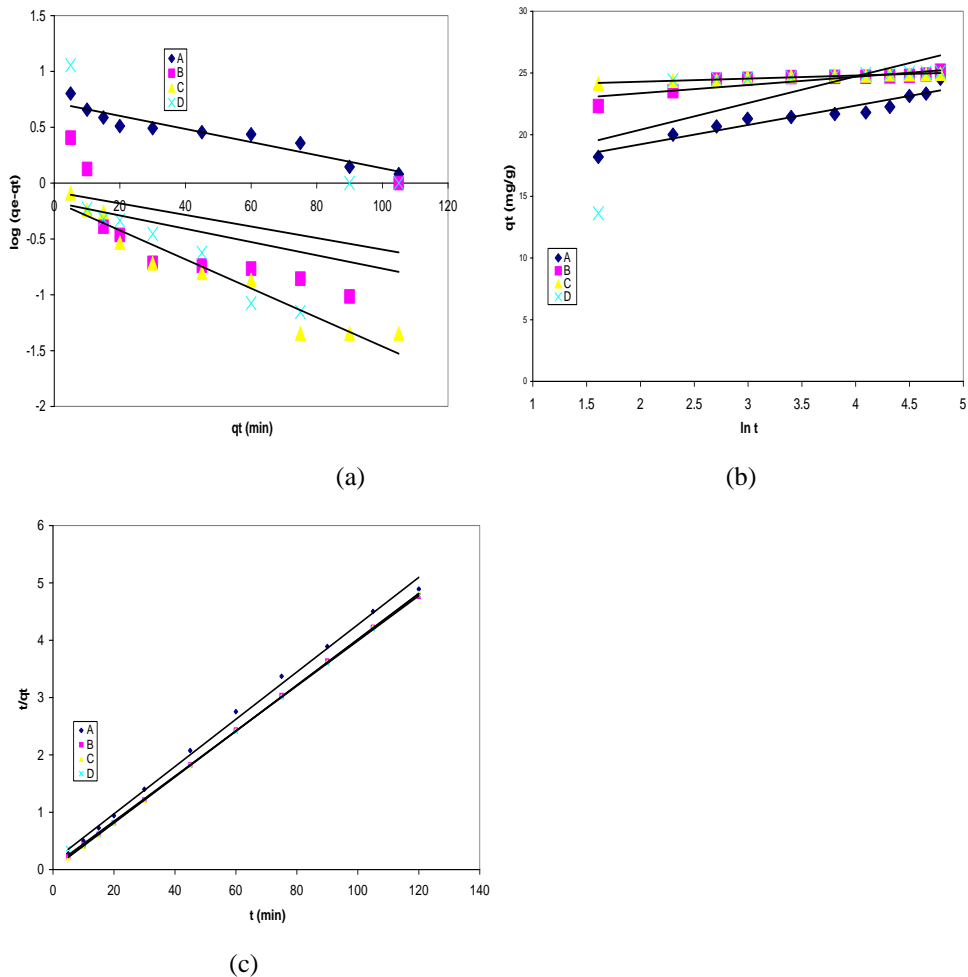 1.5
1
0.5
0
-0.5
-1
-1.5
-2
0 20 40 60 80 100 120
log (qe-qt)
qt (min)
A
B
C
D
(a)
30
25
20
15
10
5
0
1 1.5 2 2.5 3 3.5 4 4.5 5
qt (mg/g)
ln t
A
B
C
D
(b)
6
5
4
3
2
1
0
0 20 40 60 80 100 120 140
t/qt
t (min)
A
B
C
D
(c)